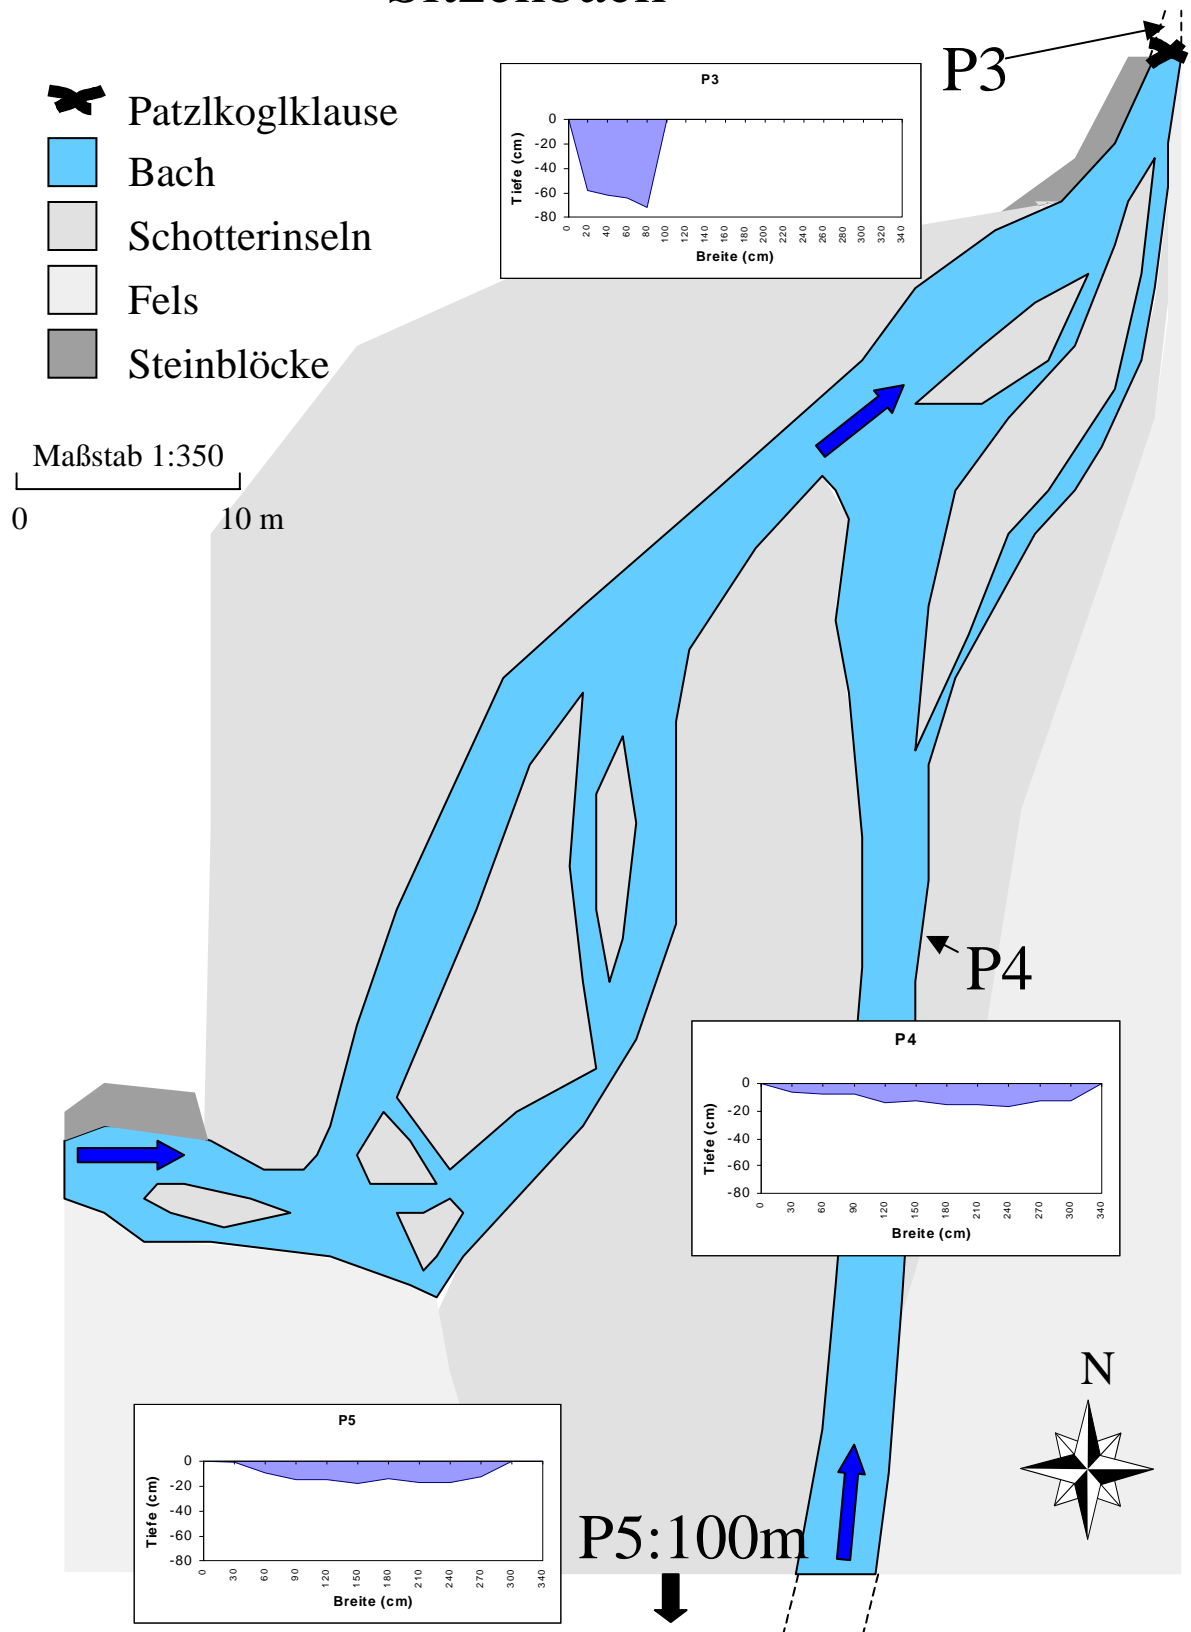 P3
Patzlkoglklause
Bach
Schotterinseln
Fels
Steinblöcke
Maßstab 1:350
0 10 m
P3
Tiefe (cm)
0
-20
-40
-60
-80
0 20 40 60 80 100 120 140 160 180 200 220 240 260 280 300 320 340
Breite (cm)
P4
P4
Tiefe (cm)
0
-20
-40
-60
-80
0 30 60 90 120 150 180 210 240 270 300 340
Breite (cm)
N
P5
Tiefe (cm)
0
-20
-40
-60
-80
0 30 60 90 120 150 180 210 240 270 300 340
Breite (cm)
P5:100m